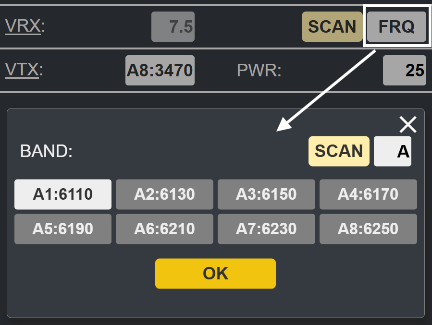 VRX: 7.5 SCAN FRQ
VTX: A8:3470 PWR: 25
BAND: SCAN A
A1:6110 A2:6130 A3:6150 A4:6170
A5:6190 A6:6210 A7:6230 A8:6250
OK